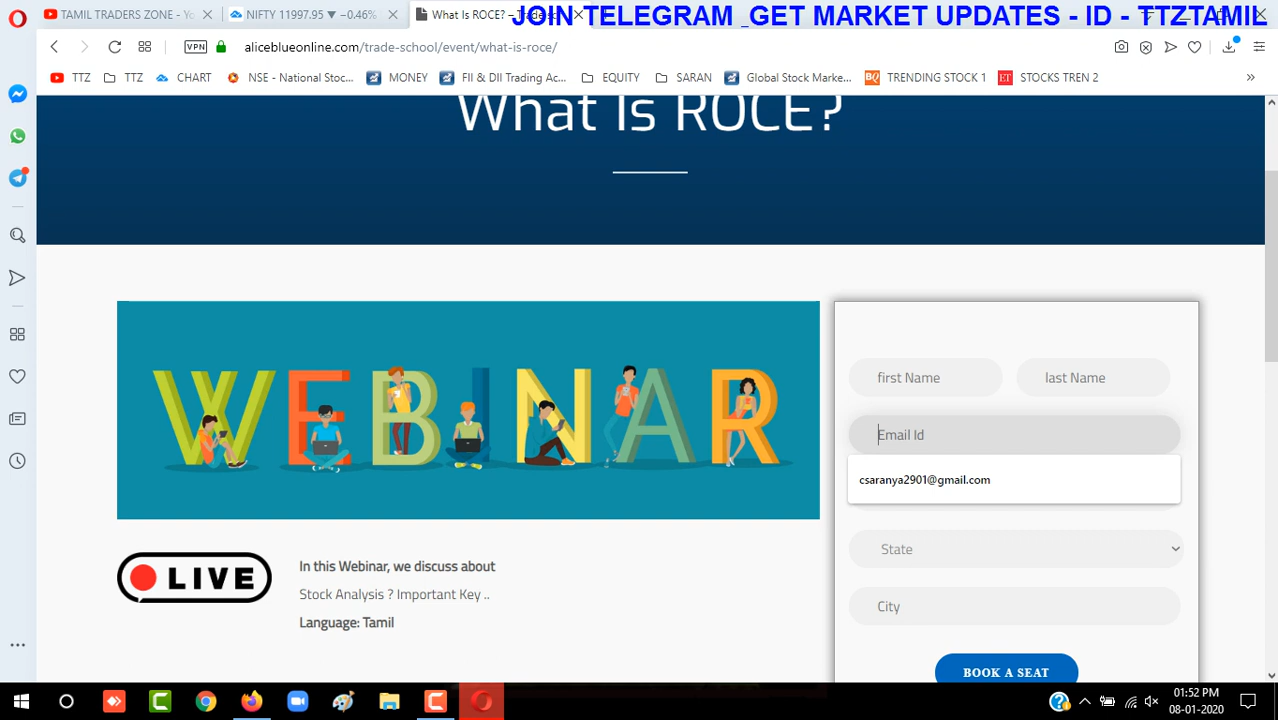 JOIN TELEGRAM _GET MARKET UPDATES - ID - TTZTAMIL
TAMIL TRADERS ZONE - Yo
NIFTY 11997.95 ▼ −0.46%
What Is ROCE? –
VPN
aliceblueonline.com/trade-school/event/what-is-roce/
TTZ
TTZ
CHART
NSE - National Stoc...
MONEY
FII & DII Trading Ac...
EQUITY
SARAN
Global Stock Marke...
BQ
TRENDING STOCK 1
ET
STOCKS TREN 2
»
What Is ROCE?
WEBINAR
first Name
last Name
Email Id
csaranya2901@gmail.com
State
City
BOOK A SEAT
LIVE
In this Webinar, we discuss about
Stock Analysis ? Important Key ..
Language: Tamil
01:52 PM
08-01-2020